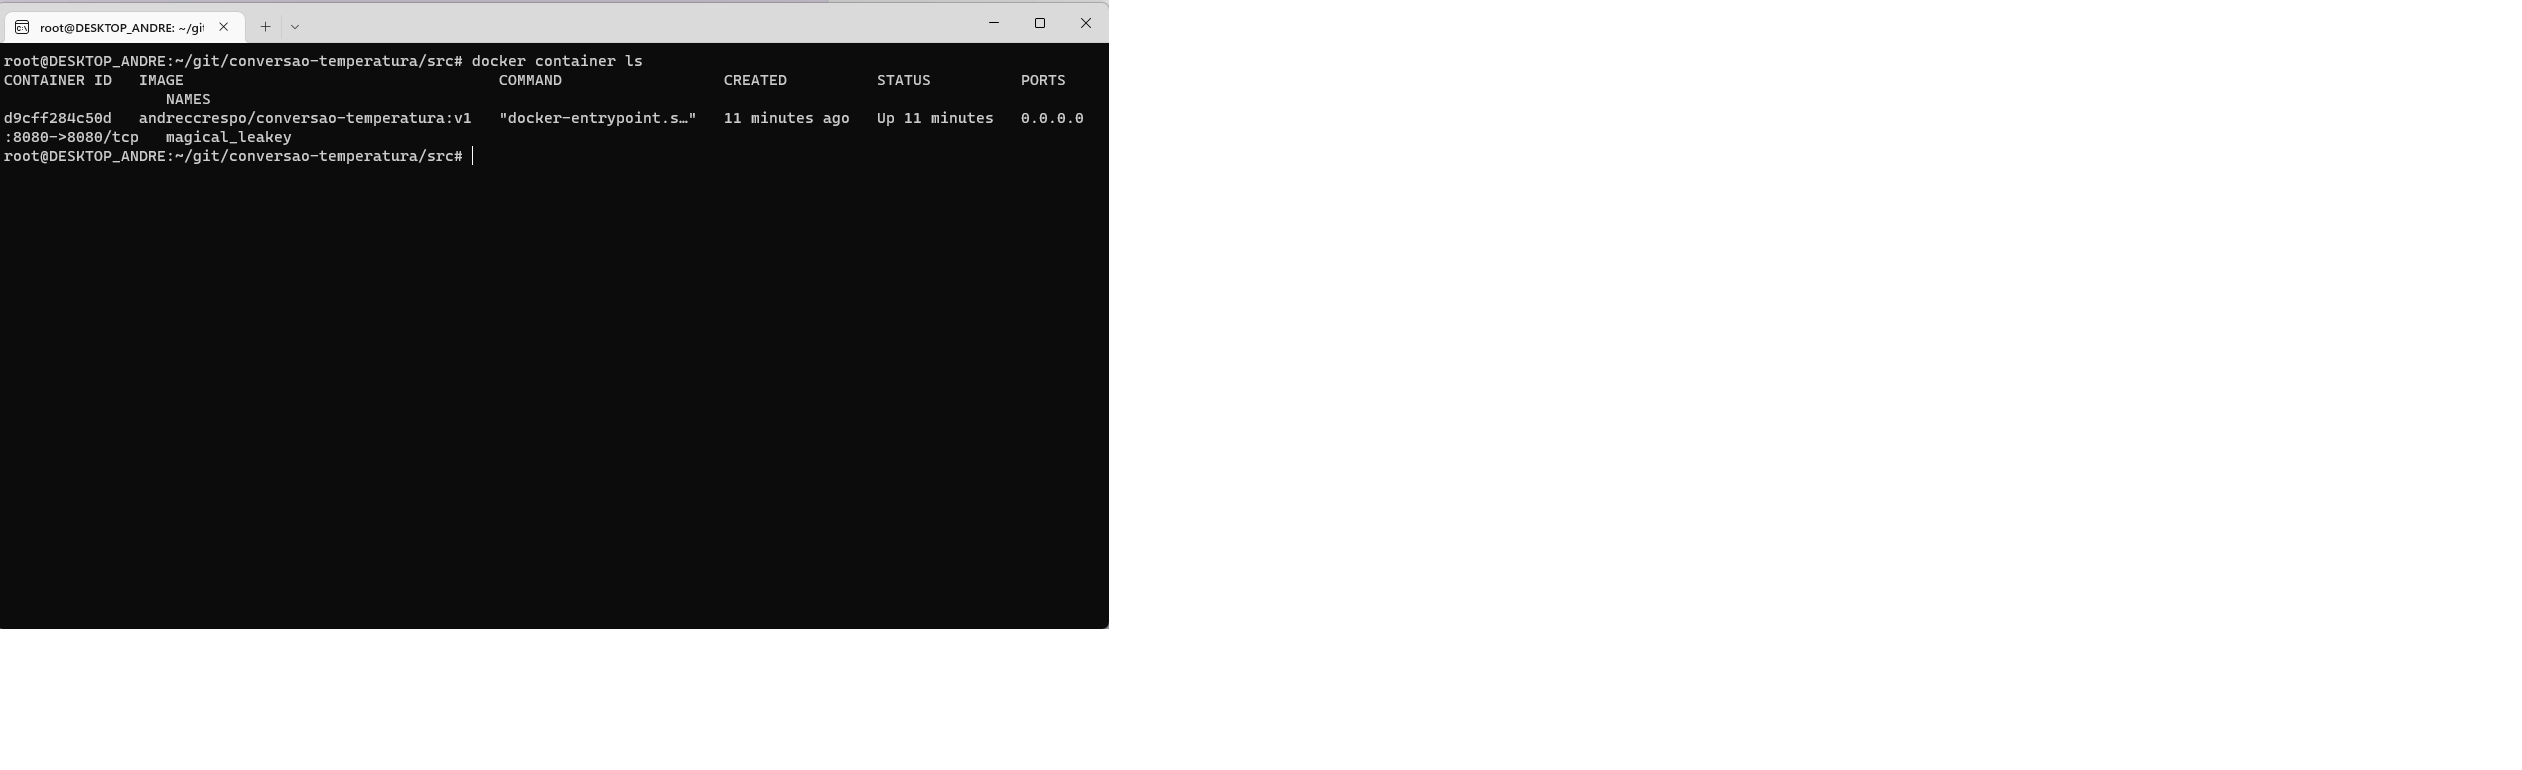 root@DESKTOP_ANDRE: ~/git
root@DESKTOP_ANDRE:~/git/conversao-temperatura/src# docker container ls
CONTAINER ID   IMAGE                                   COMMAND                  CREATED          STATUS          PORTS
                  NAMES
d9cff284c50d   andreccrespo/conversao-temperatura:v1   "docker-entrypoint.s…"   11 minutes ago   Up 11 minutes   0.0.0.0
:8080->8080/tcp   magical_leakey
root@DESKTOP_ANDRE:~/git/conversao-temperatura/src#